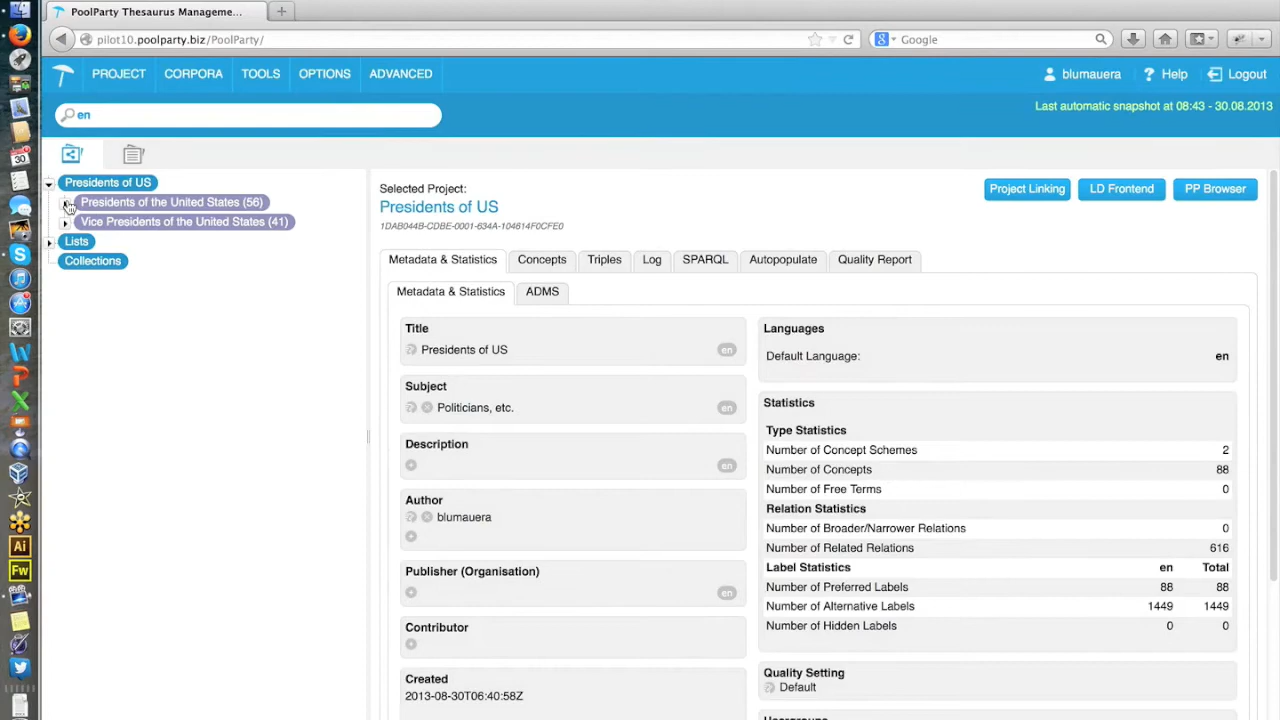 PoolParty Thesaurus Manageme...
pilot10.poolparty.biz/PoolParty/
Google
PROJECT
CORPORA
TOOLS
OPTIONS
ADVANCED
blumauera
Help
Logout
en
Last automatic snapshot at 08:43 - 30.08.2013
Presidents of US
Presidents of the United States (56)
Vice Presidents of the United States (41)
Lists
Collections
Selected Project:
Presidents of US
1DAB044B-CDBE-0001-634A-104614F0CFE0
Project Linking
LD Frontend
PP Browser
Metadata & Statistics
Concepts
Triples
Log
SPARQL
Autopopulate
Quality Report
Metadata & Statistics
ADMS
Title
Presidents of US en
Subject
Politicians, etc. en
Description
en
Author
blumauera
Publisher (Organisation)
en
Contributor
Created
2013-08-30T06:40:58Z
Languages
Default Language: en
Statistics
Type Statistics
Number of Concept Schemes 2
Number of Concepts 88
Number of Free Terms 0
Relation Statistics
Number of Broader/Narrower Relations 0
Number of Related Relations 616
Label Statistics en Total
Number of Preferred Labels 88 88
Number of Alternative Labels 1449 1449
Number of Hidden Labels 0 0
Quality Setting
Default
30
Ai
Fw